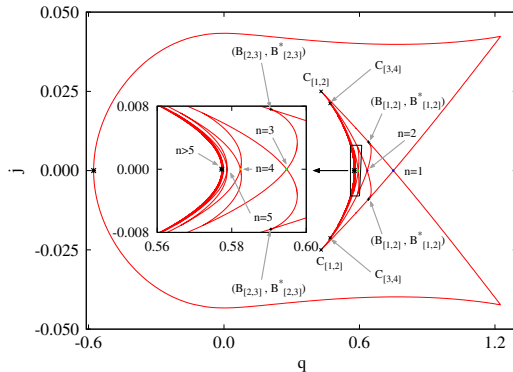 0.050
0.025
0.000
-0.025
-0.050
j
-0.6
0.0
0.6
1.2
q
(B[2,3] , B*[2,3])
C[1,2]
C[3,4]
(B[1,2] , B*[1,2])
n=2
n=1
0.008
0.000
-0.008
n=3
n>5
n=4
n=5
0.56
0.58
0.60
(B[2,3] , B*[2,3])
C[1,2]
(B[1,2] , B*[1,2])
C[3,4]